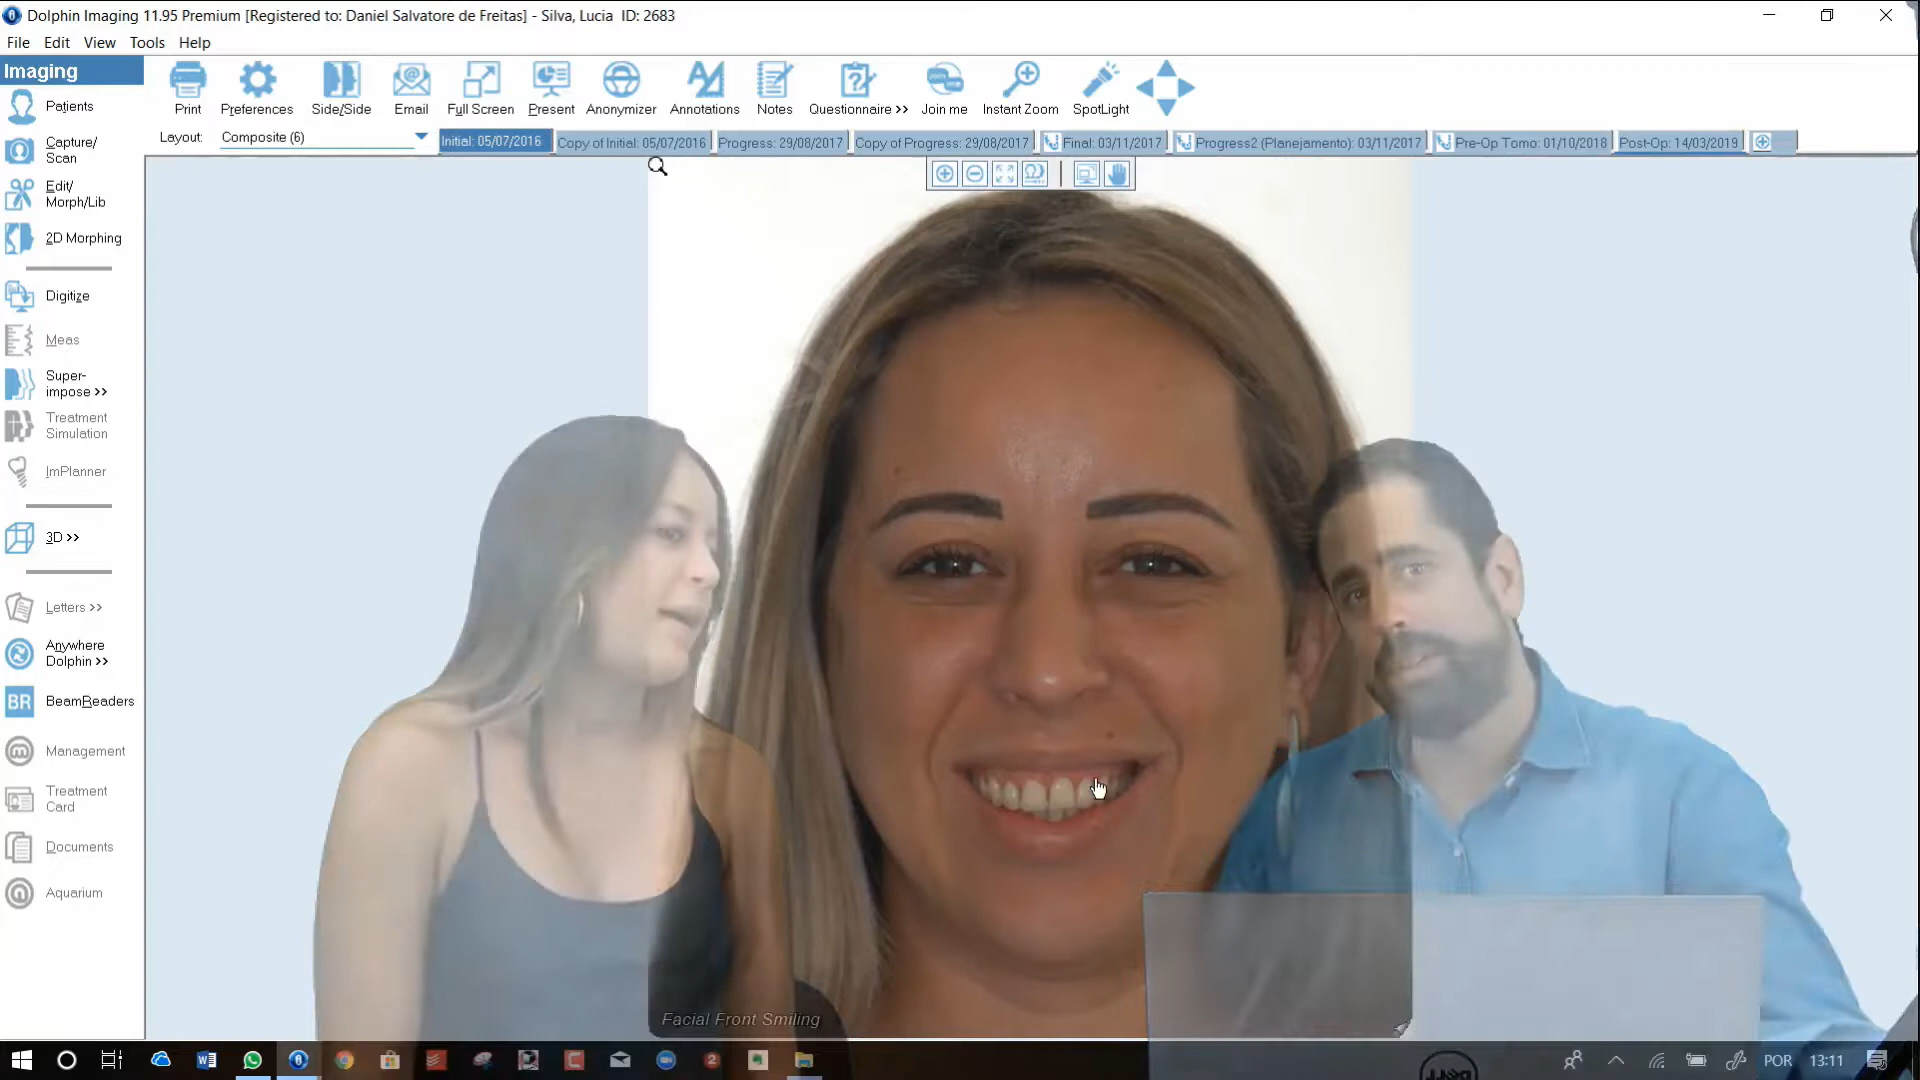 Dolphin Imaging 11.95 Premium [Registered to: Daniel Salvatore de Freitas] - Silva, Lucia  ID: 2683
File Edit View Tools Help
Imaging
Patients
Capture/
Scan
Edit/
Morph/Lib
2D Morphing
Digitize
Meas
Super-
impose >>
Treatment
Simulation
ImPlanner
3D >>
Letters >>
Anywhere
Dolphin >>
BR BeamReaders
Management
Treatment
Card
Documents
Aquarium
Print Preferences Side/Side Email Full Screen Present Anonymizer Annotations Notes Questionnaire >> Join me Instant Zoom SpotLight
Layout: Composite (6)
Initial: 05/07/2016 Copy of Initial: 05/07/2016 Progress: 29/08/2017 Copy of Progress: 29/08/2017 Final: 03/11/2017 Progress2 (Planejamento): 03/11/2017 Pre-Op Tomo: 01/10/2018 Post-Op: 14/03/2019
Facial Front Smiling
POR 13:11